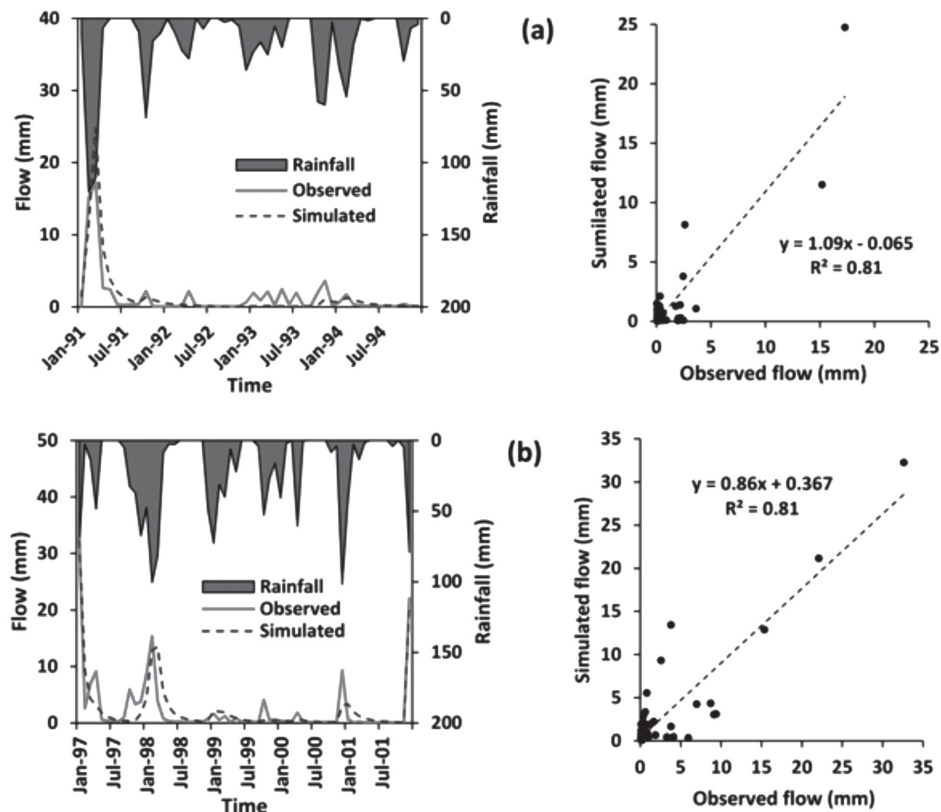 (a)
Flow (mm)
40
30
20
10
0
0
50
100
150
200
Rainfall (mm)
Rainfall
Observed
Simulated
Jan-91
Jul-91
Jan-92
Jul-92
Jan-93
Jul-93
Jan-94
Jul-94
Time
Sumilated flow (mm)
25
20
15
10
5
0
y = 1.09x - 0.065
R² = 0.81
0 5 10 15 20 25
Observed flow (mm)
(b)
Flow (mm)
50
40
30
20
10
0
0
50
100
150
200
Rainfall (mm)
Rainfall
Observed
Simulated
Jan-97
Jul-97
Jan-98
Jul-98
Jan-99
Jul-99
Jan-00
Jul-00
Jan-01
Jul-01
Time
Simulated flow (mm)
35
30
25
20
15
10
5
0
y = 0.86x + 0.367
R² = 0.81
0 5 10 15 20 25 30 35
Observed flow (mm)